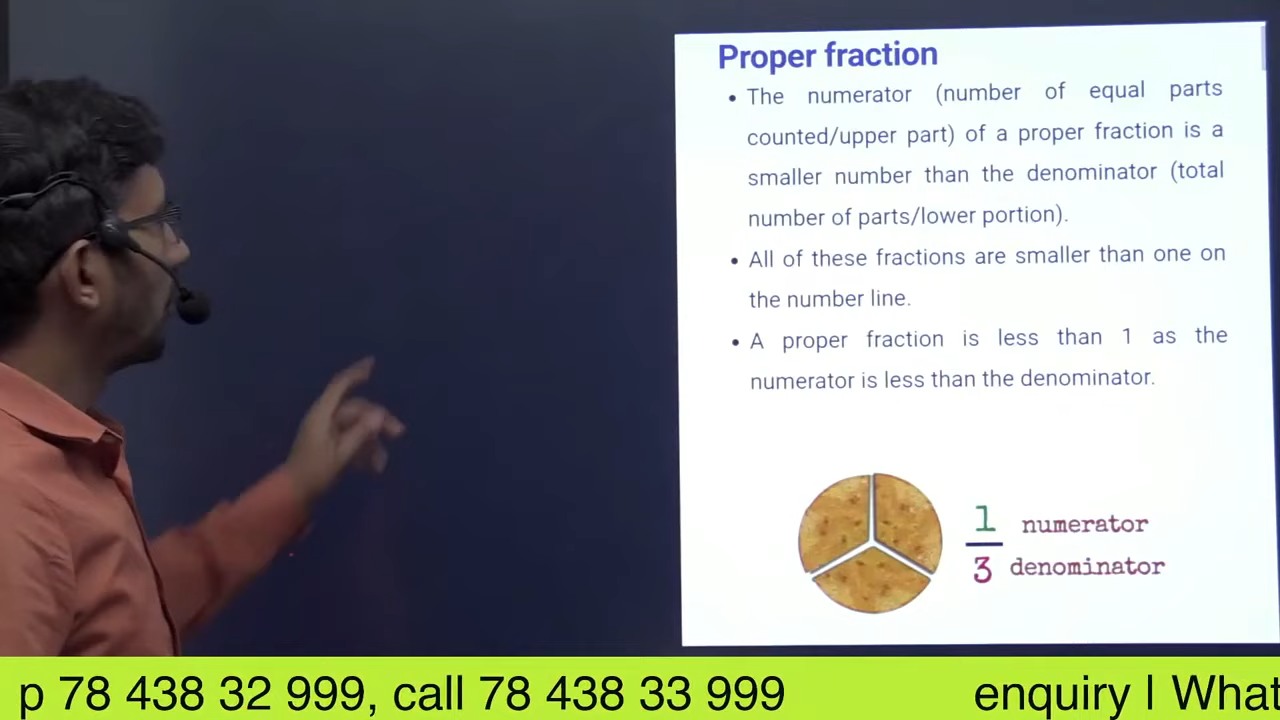 Proper fraction
• The numerator (number of equal parts
counted/upper part) of a proper fraction is a
smaller number than the denominator (total
number of parts/lower portion).
• All of these fractions are smaller than one on
the number line.
• A proper fraction is less than 1 as the
numerator is less than the denominator.
1 numerator
3 denominator
p 78 438 32 999, call 78 438 33 999 enquiry I What